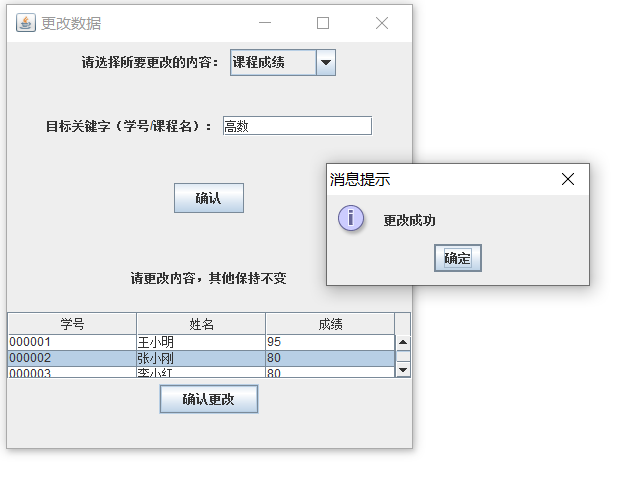 更改数据
请选择所要更改的内容： 课程成绩
目标关键字（学号/课程名）： 高数
确认
消息提示
更改成功
确定
请更改内容，其他保持不变
学号 姓名 成绩
000001 王小明 95
000002 张小刚 80
000003 李小红 80
确认更改